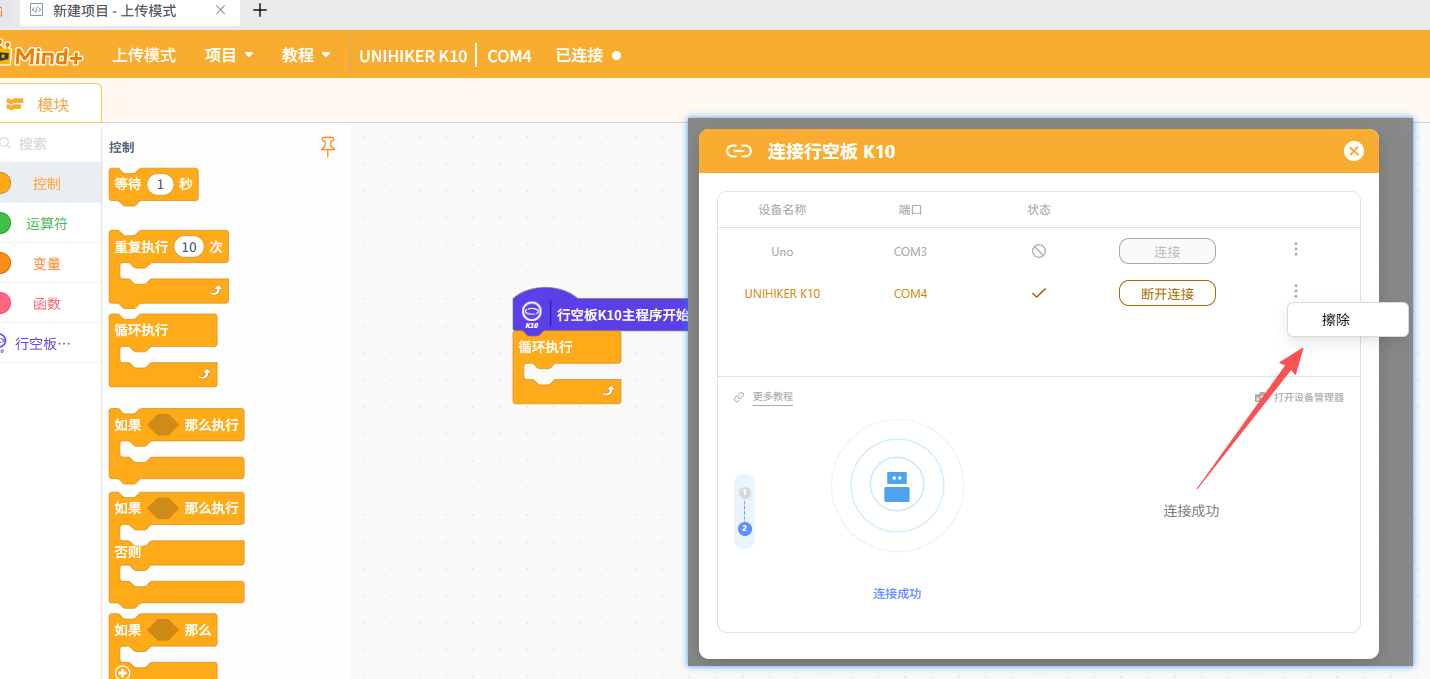 新建项目 - 上传模式
Mind+ 上传模式 项目 教程 UNIHIKER K10 COM4 已连接
模块
搜索
控制
运算符
变量
函数
行空板…
控制
等待 1 秒
重复执行 10 次
循环执行
如果 那么执行
如果 那么执行
否则
如果 那么
K10 行空板K10主程序开始
循环执行
连接行空板 K10
设备名称 端口 状态
Uno COM3 连接
UNIHIKER K10 COM4 断开连接
擦除
更多教程 打开设备管理器
1
2
连接成功
连接成功